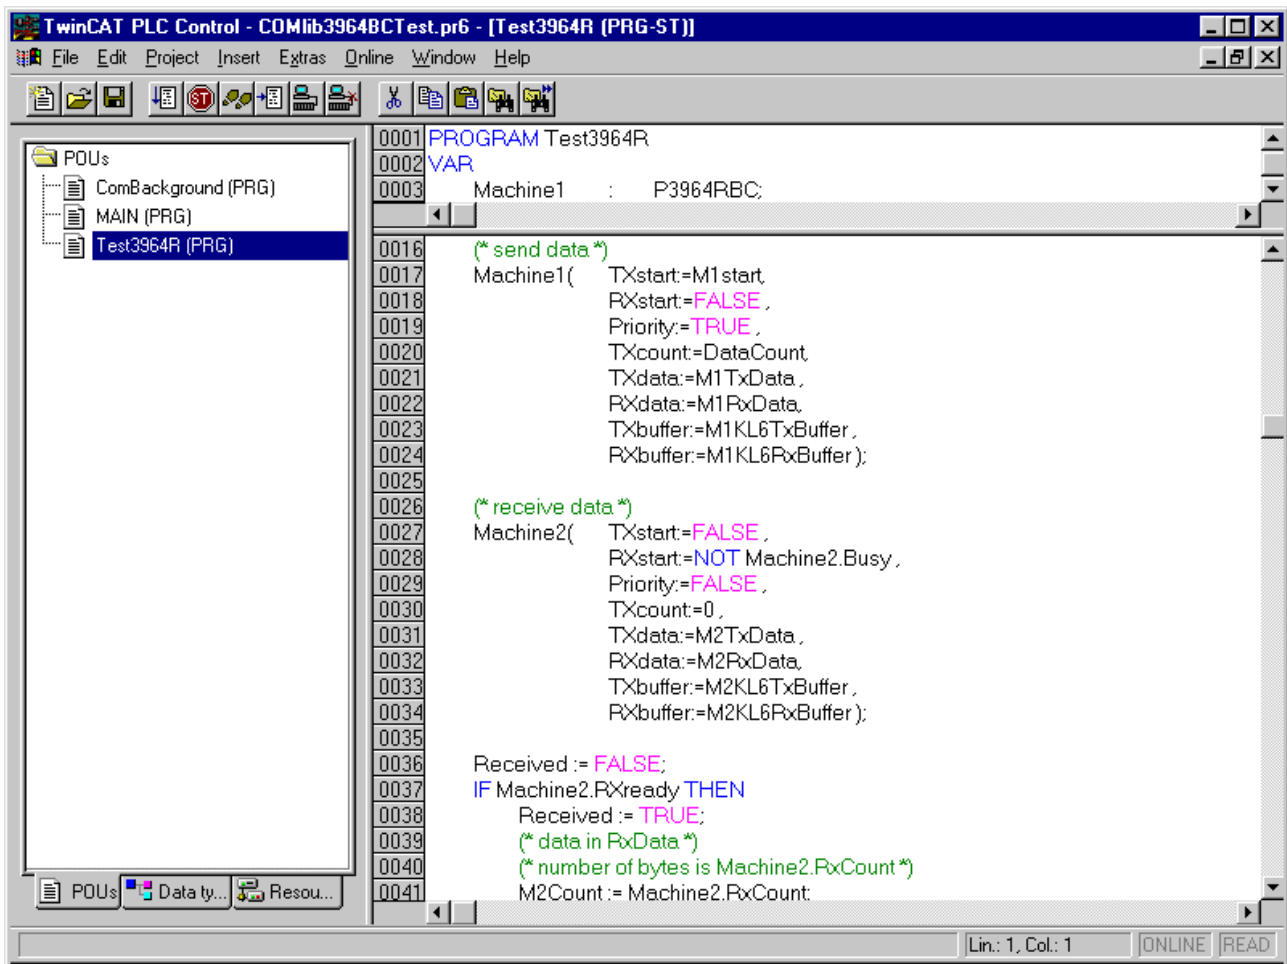 TwinCAT PLC Control - COMlib3964BCTest.pr6 - [Test3964R (PRG-ST)]
File Edit Project Insert Extras Online Window Help
ST
POUs
ComBackground (PRG)
MAIN (PRG)
Test3964R (PRG)
POUs Data ty... Resou...
0001 PROGRAM Test3964R
0002 VAR
0003 Machine1 : P3964RBC;
0016 (* send data *)
0017 Machine1( TXstart:=M1start,
0018 RXstart:=FALSE ,
0019 Priority:=TRUE ,
0020 TXcount:=DataCount,
0021 TXdata:=M1TxData ,
0022 RXdata:=M1RxData,
0023 TXbuffer:=M1KL6TxBuffer ,
0024 RXbuffer:=M1KL6RxBuffer );
0025
0026 (* receive data *)
0027 Machine2( TXstart:=FALSE ,
0028 RXstart:=NOT Machine2.Busy ,
0029 Priority:=FALSE ,
0030 TXcount:=0 ,
0031 TXdata:=M2TxData ,
0032 RXdata:=M2RxData,
0033 TXbuffer:=M2KL6TxBuffer ,
0034 RXbuffer:=M2KL6RxBuffer );
0035
0036 Received := FALSE;
0037 IF Machine2.RXready THEN
0038 Received := TRUE;
0039 (* data in RxData *)
0040 (* number of bytes is Machine2.RxCount *)
0041 M2Count := Machine2.RxCount;
Lin.: 1, Col.: 1 ONLINE READ